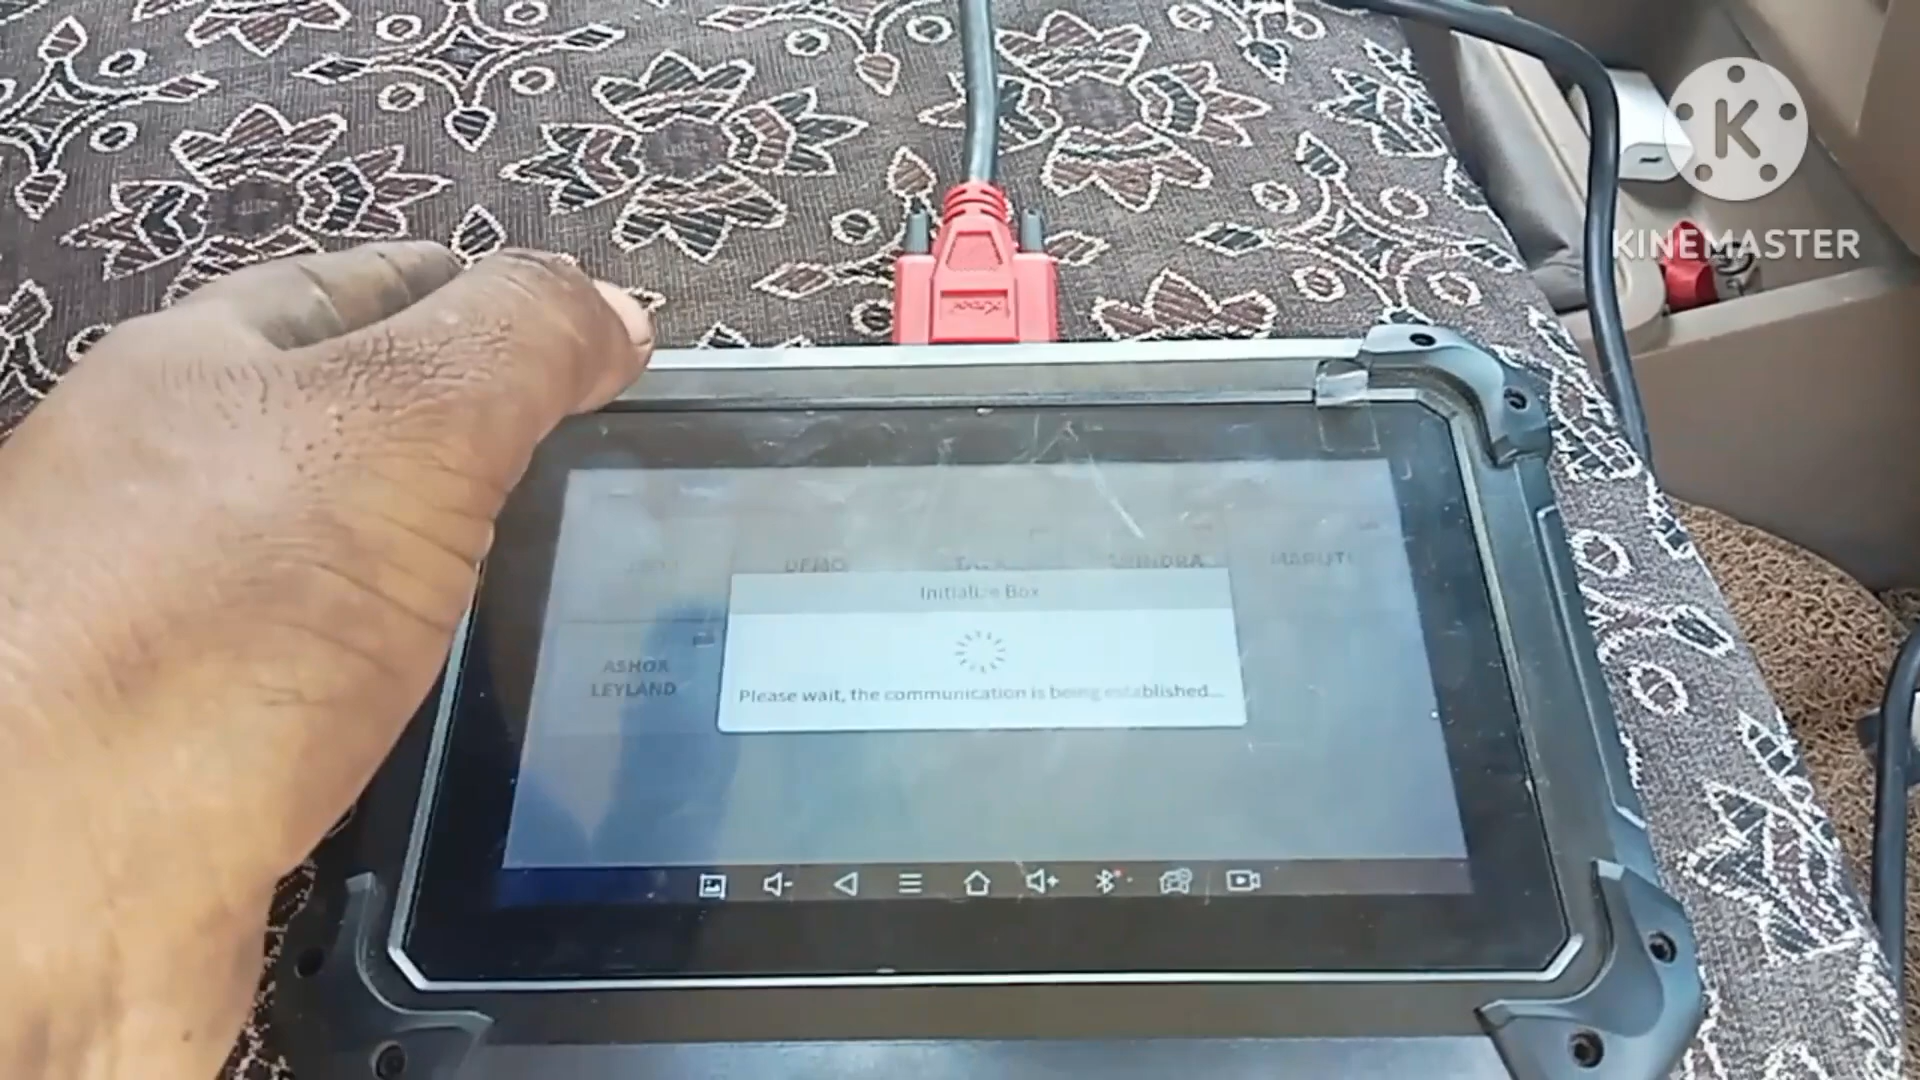 K
KINEMASTER
DEMO
MARUTI
Initialize Box
Please wait, the communication is being established...
ASHOK
LEYLAND